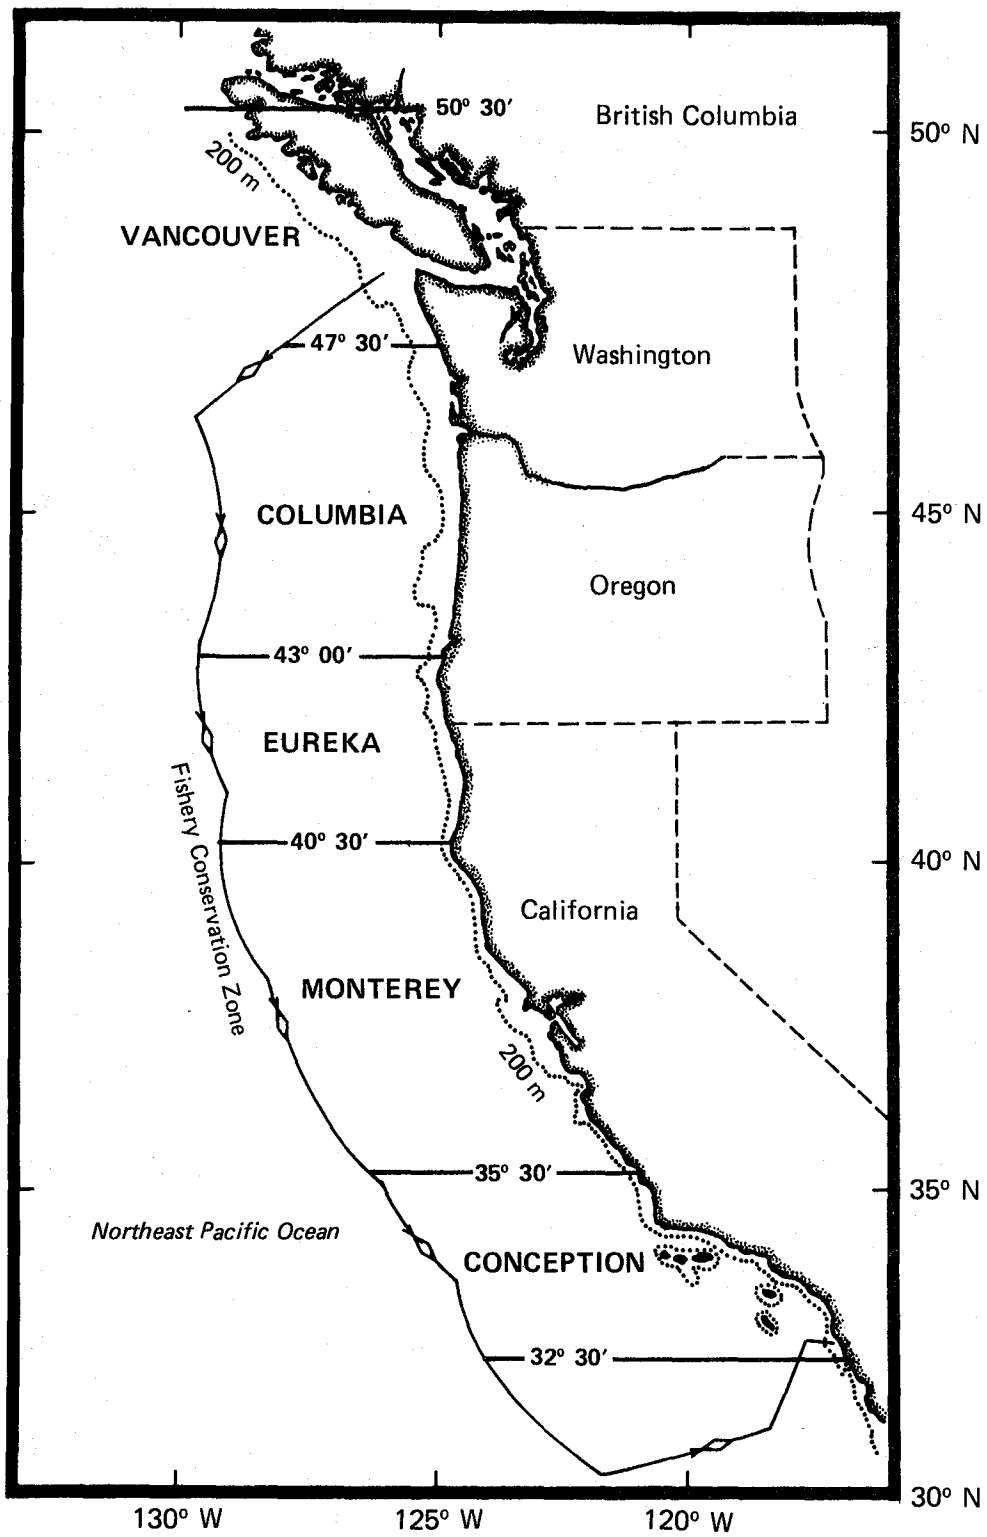 50° 30′
British Columbia
50° N
200 m
VANCOUVER
47° 30′
Washington
COLUMBIA
45° N
Oregon
43° 00′
EUREKA
Fishery Conservation Zone
40° 30′
40° N
California
MONTEREY
200 m
35° 30′
35° N
Northeast Pacific Ocean
CONCEPTION
32° 30′
30° N
130° W
125° W
120° W